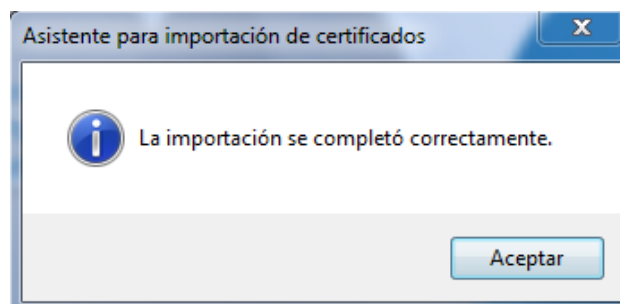 Asistente para importación de certificados
La importación se completó correctamente.
Aceptar